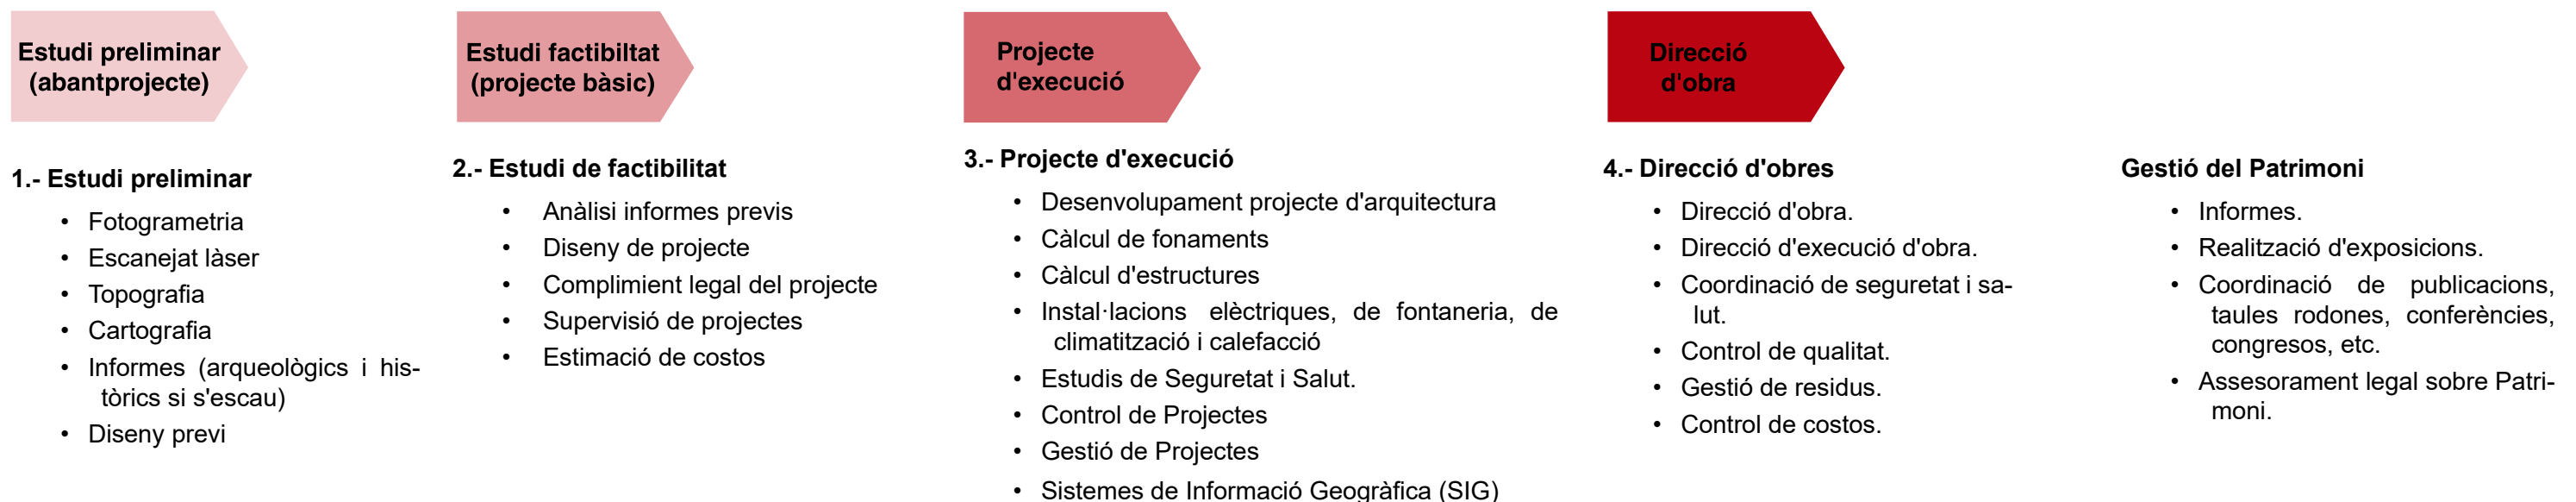 Estudi preliminar
(abantprojecte)
Estudi factibiltat
(projecte bàsic)
Projecte
d'execució
Direcció
d'obra
1.- Estudi preliminar
• Fotogrametria
• Escanejat làser
• Topografia
• Cartografia
• Informes (arqueològics i his-
tòrics si s'escau)
• Diseny previ
2.- Estudi de factibilitat
• Anàlisi informes previs
• Diseny de projecte
• Complimient legal del projecte
• Supervisió de projectes
• Estimació de costos
3.- Projecte d'execució
• Desenvolupament projecte d'arquitectura
• Càlcul de fonaments
• Càlcul d'estructures
• Instal·lacions elèctriques, de fontaneria, de
climatització i calefacció
• Estudis de Seguretat i Salut.
• Control de Projectes
• Gestió de Projectes
• Sistemes de Informació Geogràfica (SIG)
4.- Direcció d'obres
• Direcció d'obra.
• Direcció d'execució d'obra.
• Coordinació de seguretat i sa-
lut.
• Control de qualitat.
• Gestió de residus.
• Control de costos.
Gestió del Patrimoni
• Informes.
• Realització d'exposicions.
• Coordinació de publicacions,
taules rodones, conferències,
congresos, etc.
• Assesorament legal sobre Patri-
moni.